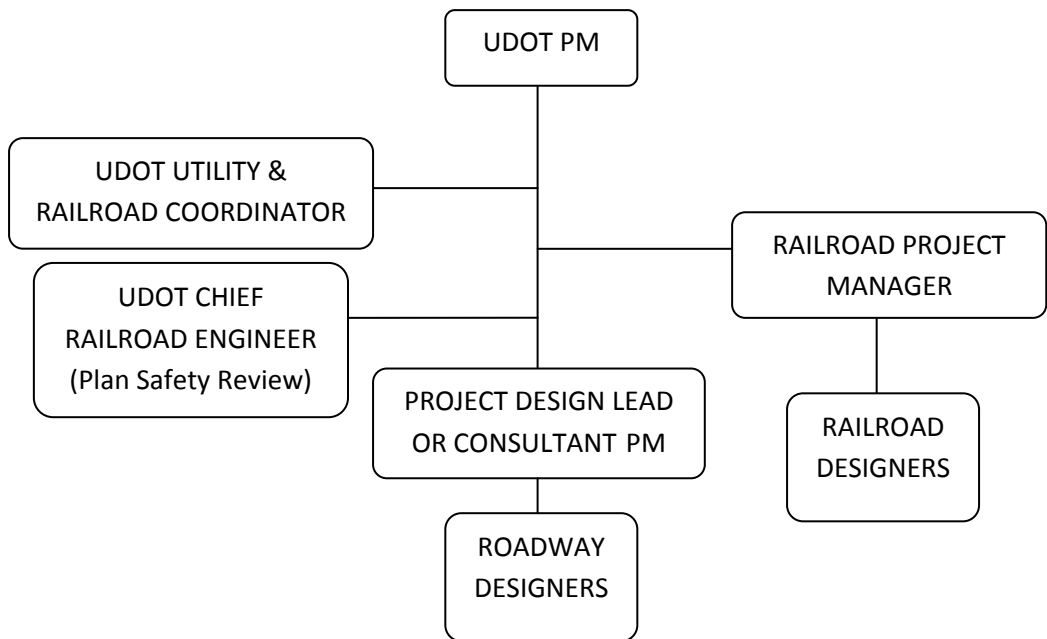 UDOT PM
UDOT UTILITY &
RAILROAD COORDINATOR
RAILROAD PROJECT
MANAGER
UDOT CHIEF
RAILROAD ENGINEER
(Plan Safety Review)
PROJECT DESIGN LEAD
OR CONSULTANT PM
RAILROAD
DESIGNERS
ROADWAY
DESIGNERS